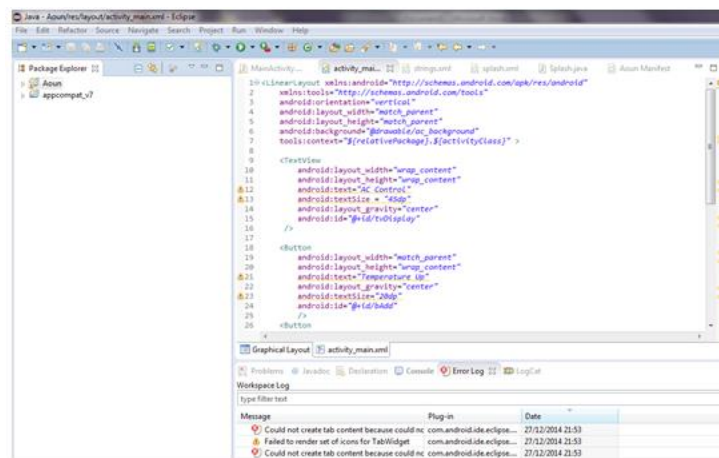 Java - Aoun/res/layout/activity_main.xml - Eclipse
File Edit Refactor Source Navigate Search Project Run Window Help
Package Explorer
MainActivity....
activity_mai...
strings.xml
splash.xml
Splash.java
Aoun Manifest
Aoun
appcompat_v7
1 <LinearLayout xmlns:android="http://schemas.android.com/apk/res/android"
2 xmlns:tools="http://schemas.android.com/tools"
3 android:orientation="vertical"
4 android:layout_width="match_parent"
5 android:layout_height="match_parent"
6 android:background="@drawable/ac_background"
7 tools:context="${relativePackage}.${activityClass}" >
8
9 <TextView
10 android:layout_width="wrap_content"
11 android:layout_height="wrap_content"
12 android:text="AC Control"
13 android:textSize = "45dp"
14 android:layout_gravity="center"
15 android:id="@+id/tvDisplay"
16 />
17
18 <Button
19 android:layout_width="match_parent"
20 android:layout_height="wrap_content"
21 android:text="Temperature Up"
22 android:layout_gravity="center"
23 android:textSize="20dp"
24 android:id="@+id/bAdd"
25 />
26 <Button
Graphical Layout
activity_main.xml
Problems @ Javadoc Declaration Console Error Log LogCat
Workspace Log
type filter text
Message Plug-in Date
Could not create tab content because could nc com.android.ide.eclipse.... 27/12/2014 21:53
Failed to render set of icons for TabWidget com.android.ide.eclipse.... 27/12/2014 21:53
Could not create tab content because could nc com.android.ide.eclipse.... 27/12/2014 21:53